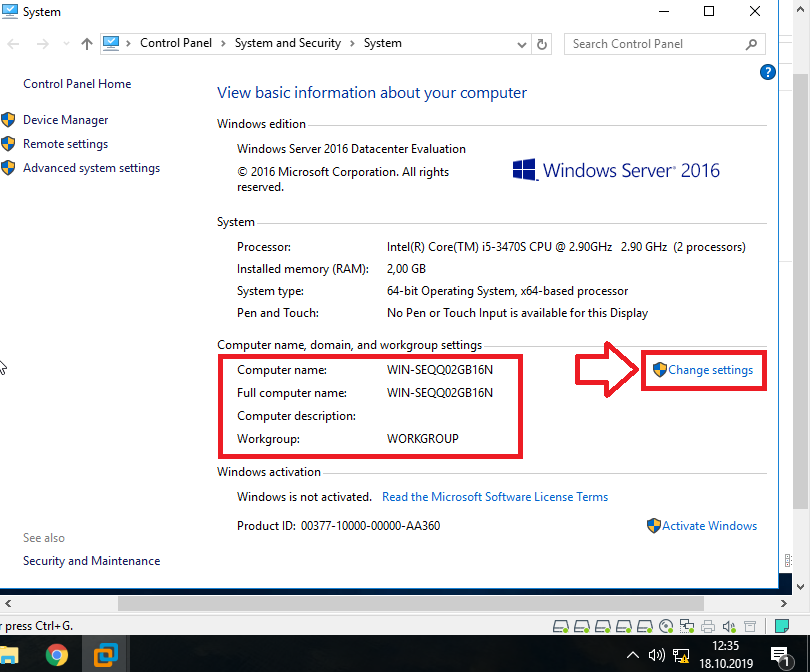 System
Control Panel > System and Security > System
Search Control Panel
Control Panel Home
Device Manager
Remote settings
Advanced system settings
See also
Security and Maintenance
?
View basic information about your computer
Windows edition
Windows Server 2016 Datacenter Evaluation
© 2016 Microsoft Corporation. All rights
reserved.
Windows Server® 2016
System
Processor: Intel(R) Core(TM) i5-3470S CPU @ 2.90GHz 2.90 GHz (2 processors)
Installed memory (RAM): 2,00 GB
System type: 64-bit Operating System, x64-based processor
Pen and Touch: No Pen or Touch Input is available for this Display
Computer name, domain, and workgroup settings
Computer name: WIN-SEQQ02GB16N
Change settings
Full computer name: WIN-SEQQ02GB16N
Computer description:
Workgroup: WORKGROUP
Windows activation
Windows is not activated. Read the Microsoft Software License Terms
Product ID: 00377-10000-00000-AA360
Activate Windows
r press Ctrl+G.
12:35
18.10.2019
1